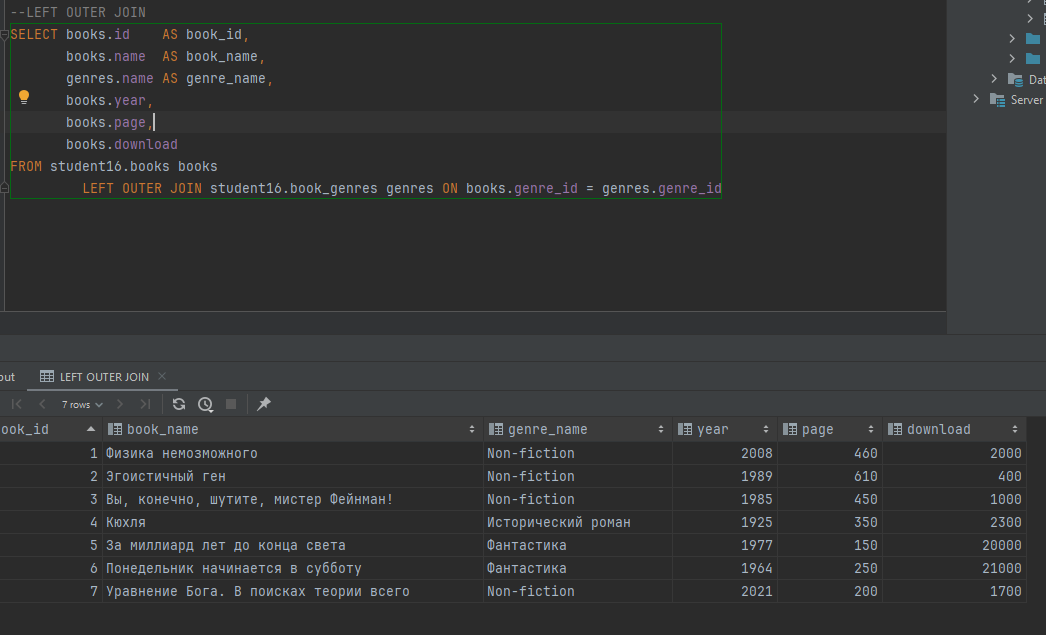 --LEFT OUTER JOIN
SELECT books.id    AS book_id,
       books.name  AS book_name,
       genres.name AS genre_name,
       books.year,
       books.page,
       books.download
FROM student16.books books
         LEFT OUTER JOIN student16.book_genres genres ON books.genre_id = genres.genre_id
Dat
Server
out LEFT OUTER JOIN
7 rows
ook_id book_name genre_name year page download
1 Физика немозможного Non-fiction 2008 460 2000
2 Эгоистичный ген Non-fiction 1989 610 400
3 Вы, конечно, шутите, мистер Фейнман! Non-fiction 1985 450 1000
4 Кюхля Исторический роман 1925 350 2300
5 За миллиард лет до конца света Фантастика 1977 150 20000
6 Понедельник начинается в субботу Фантастика 1964 250 21000
7 Уравнение Бога. В поисках теории всего Non-fiction 2021 200 1700